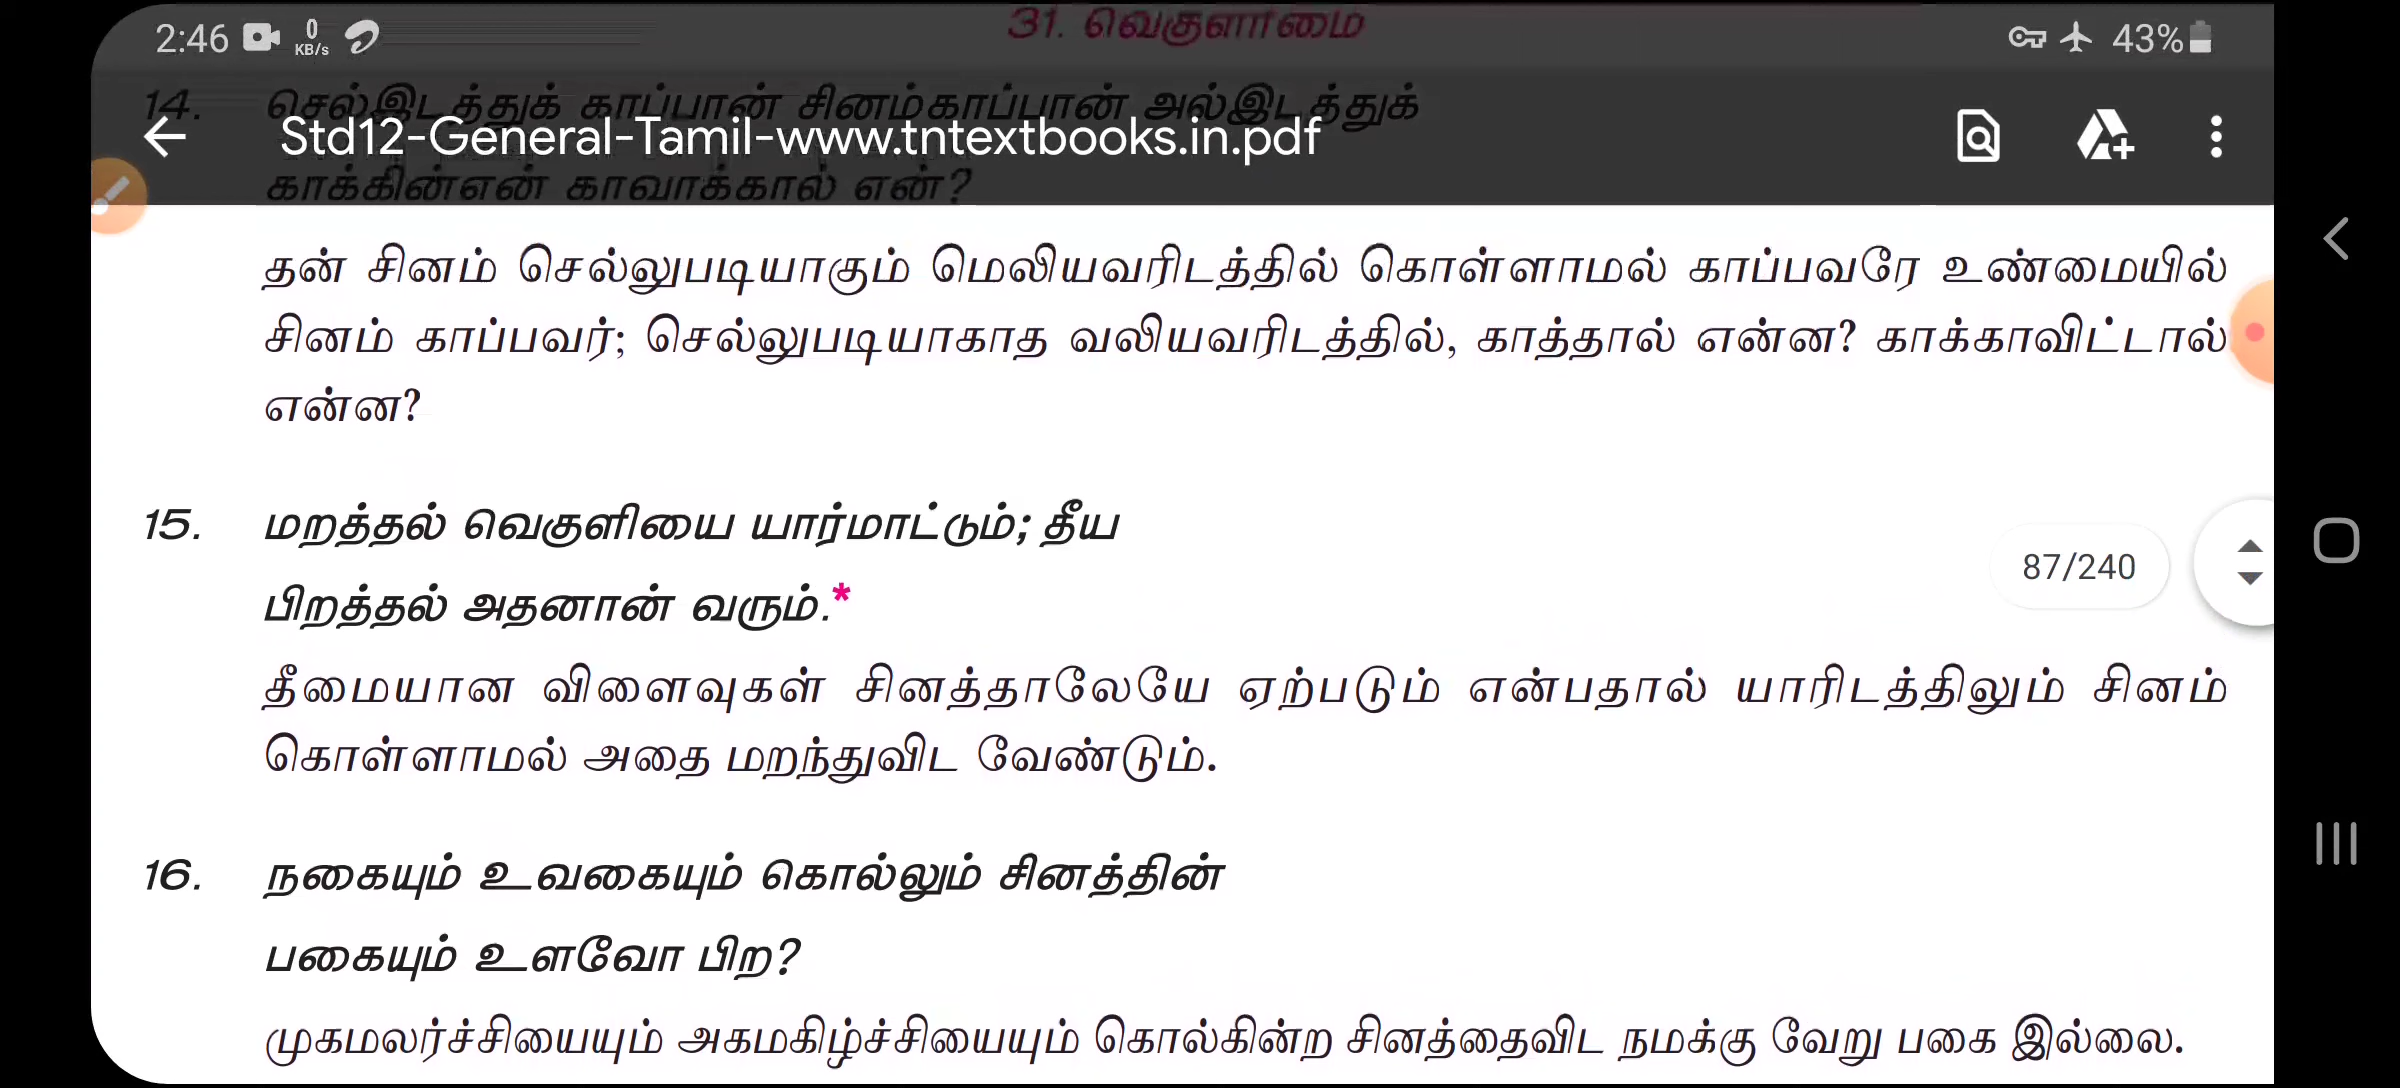 31. வெகுளாமை
2:46 0 KB/s 43%
14. செல்இடத்துக் காப்பான் சினம்காப்பான் அல்இடத்துக்
Std12-General-Tamil-www.tntextbooks.in.pdf
காக்கின்என் காவாக்கால் என்?
தன் சினம் செல்லுபடியாகும் மெலியவரிடத்தில் கொள்ளாமல் காப்பவரே உண்மையில்
சினம் காப்பவர்; செல்லுபடியாகாத வலியவரிடத்தில், காத்தால் என்ன? காக்காவிட்டால்
என்ன?
15. மறத்தல் வெகுளியை யார்மாட்டும்; தீய
பிறத்தல் அதனான் வரும்.*
87/240
தீமையான விளைவுகள் சினத்தாலேயே ஏற்படும் என்பதால் யாரிடத்திலும் சினம்
கொள்ளாமல் அதை மறந்துவிட வேண்டும்.
16. நகையும் உவகையும் கொல்லும் சினத்தின்
பகையும் உளவோ பிற?
முகமலர்ச்சியையும் அகமகிழ்ச்சியையும் கொல்கின்ற சினத்தைவிட நமக்கு வேறு பகை இல்லை.